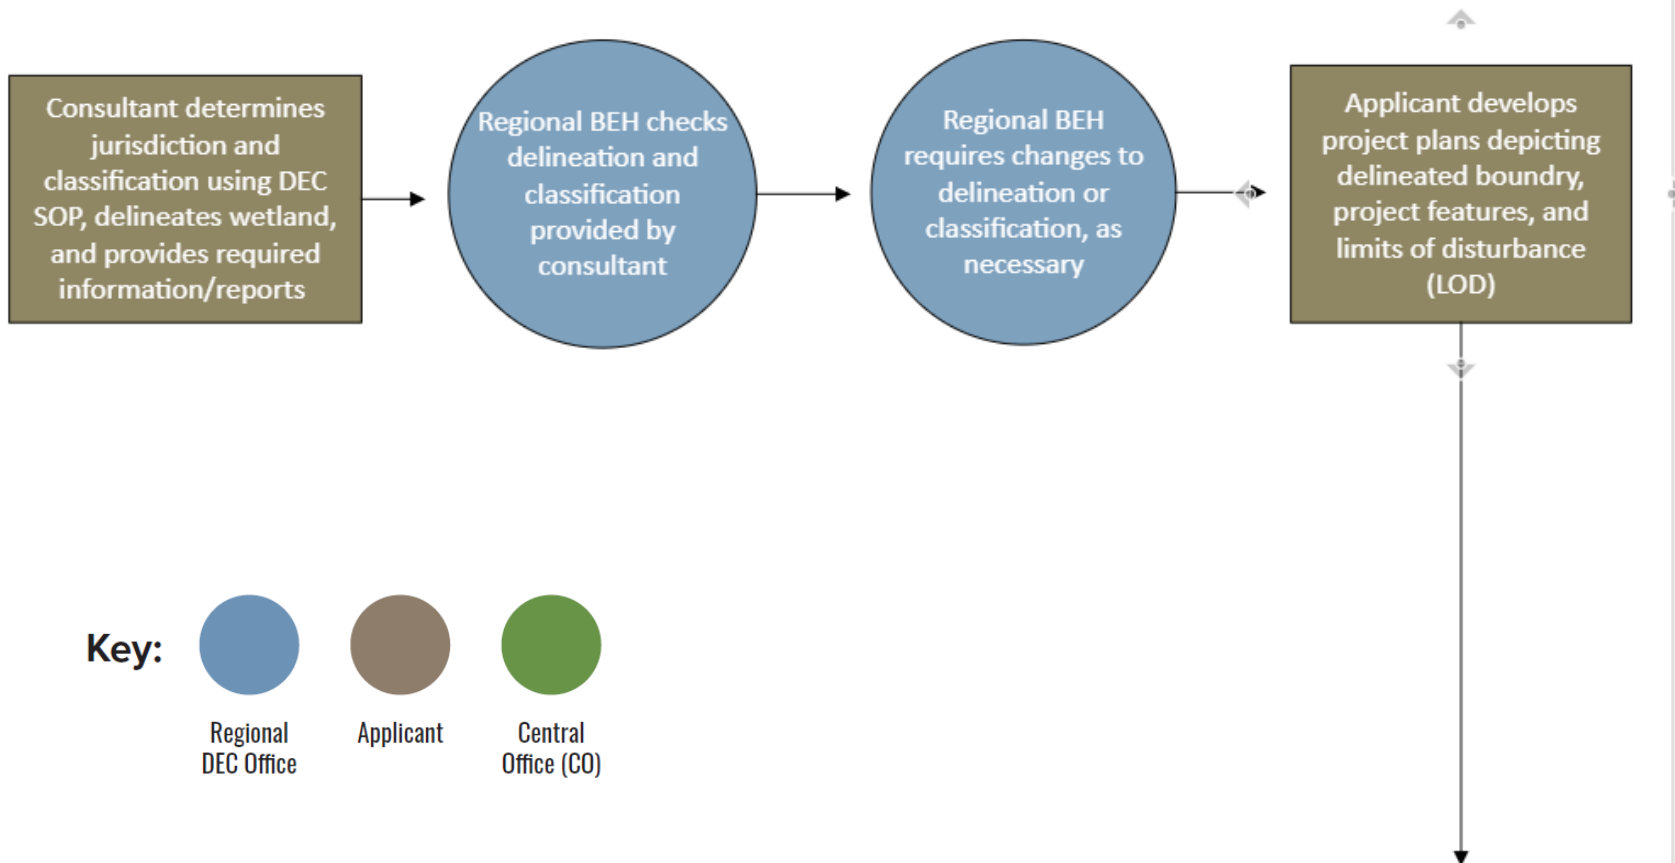 Consultant determines
jurisdiction and
classification using DEC
SOP, delineates wetland,
and provides required
information/reports
Regional BEH checks
delineation and
classification
provided by
consultant
Regional BEH
requires changes to
delineation or
classification, as
necessary
Applicant develops
project plans depicting
delineated boundry,
project features, and
limits of disturbance
(LOD)
Key:
Regional
DEC Office
Applicant
Central
Office (CO)